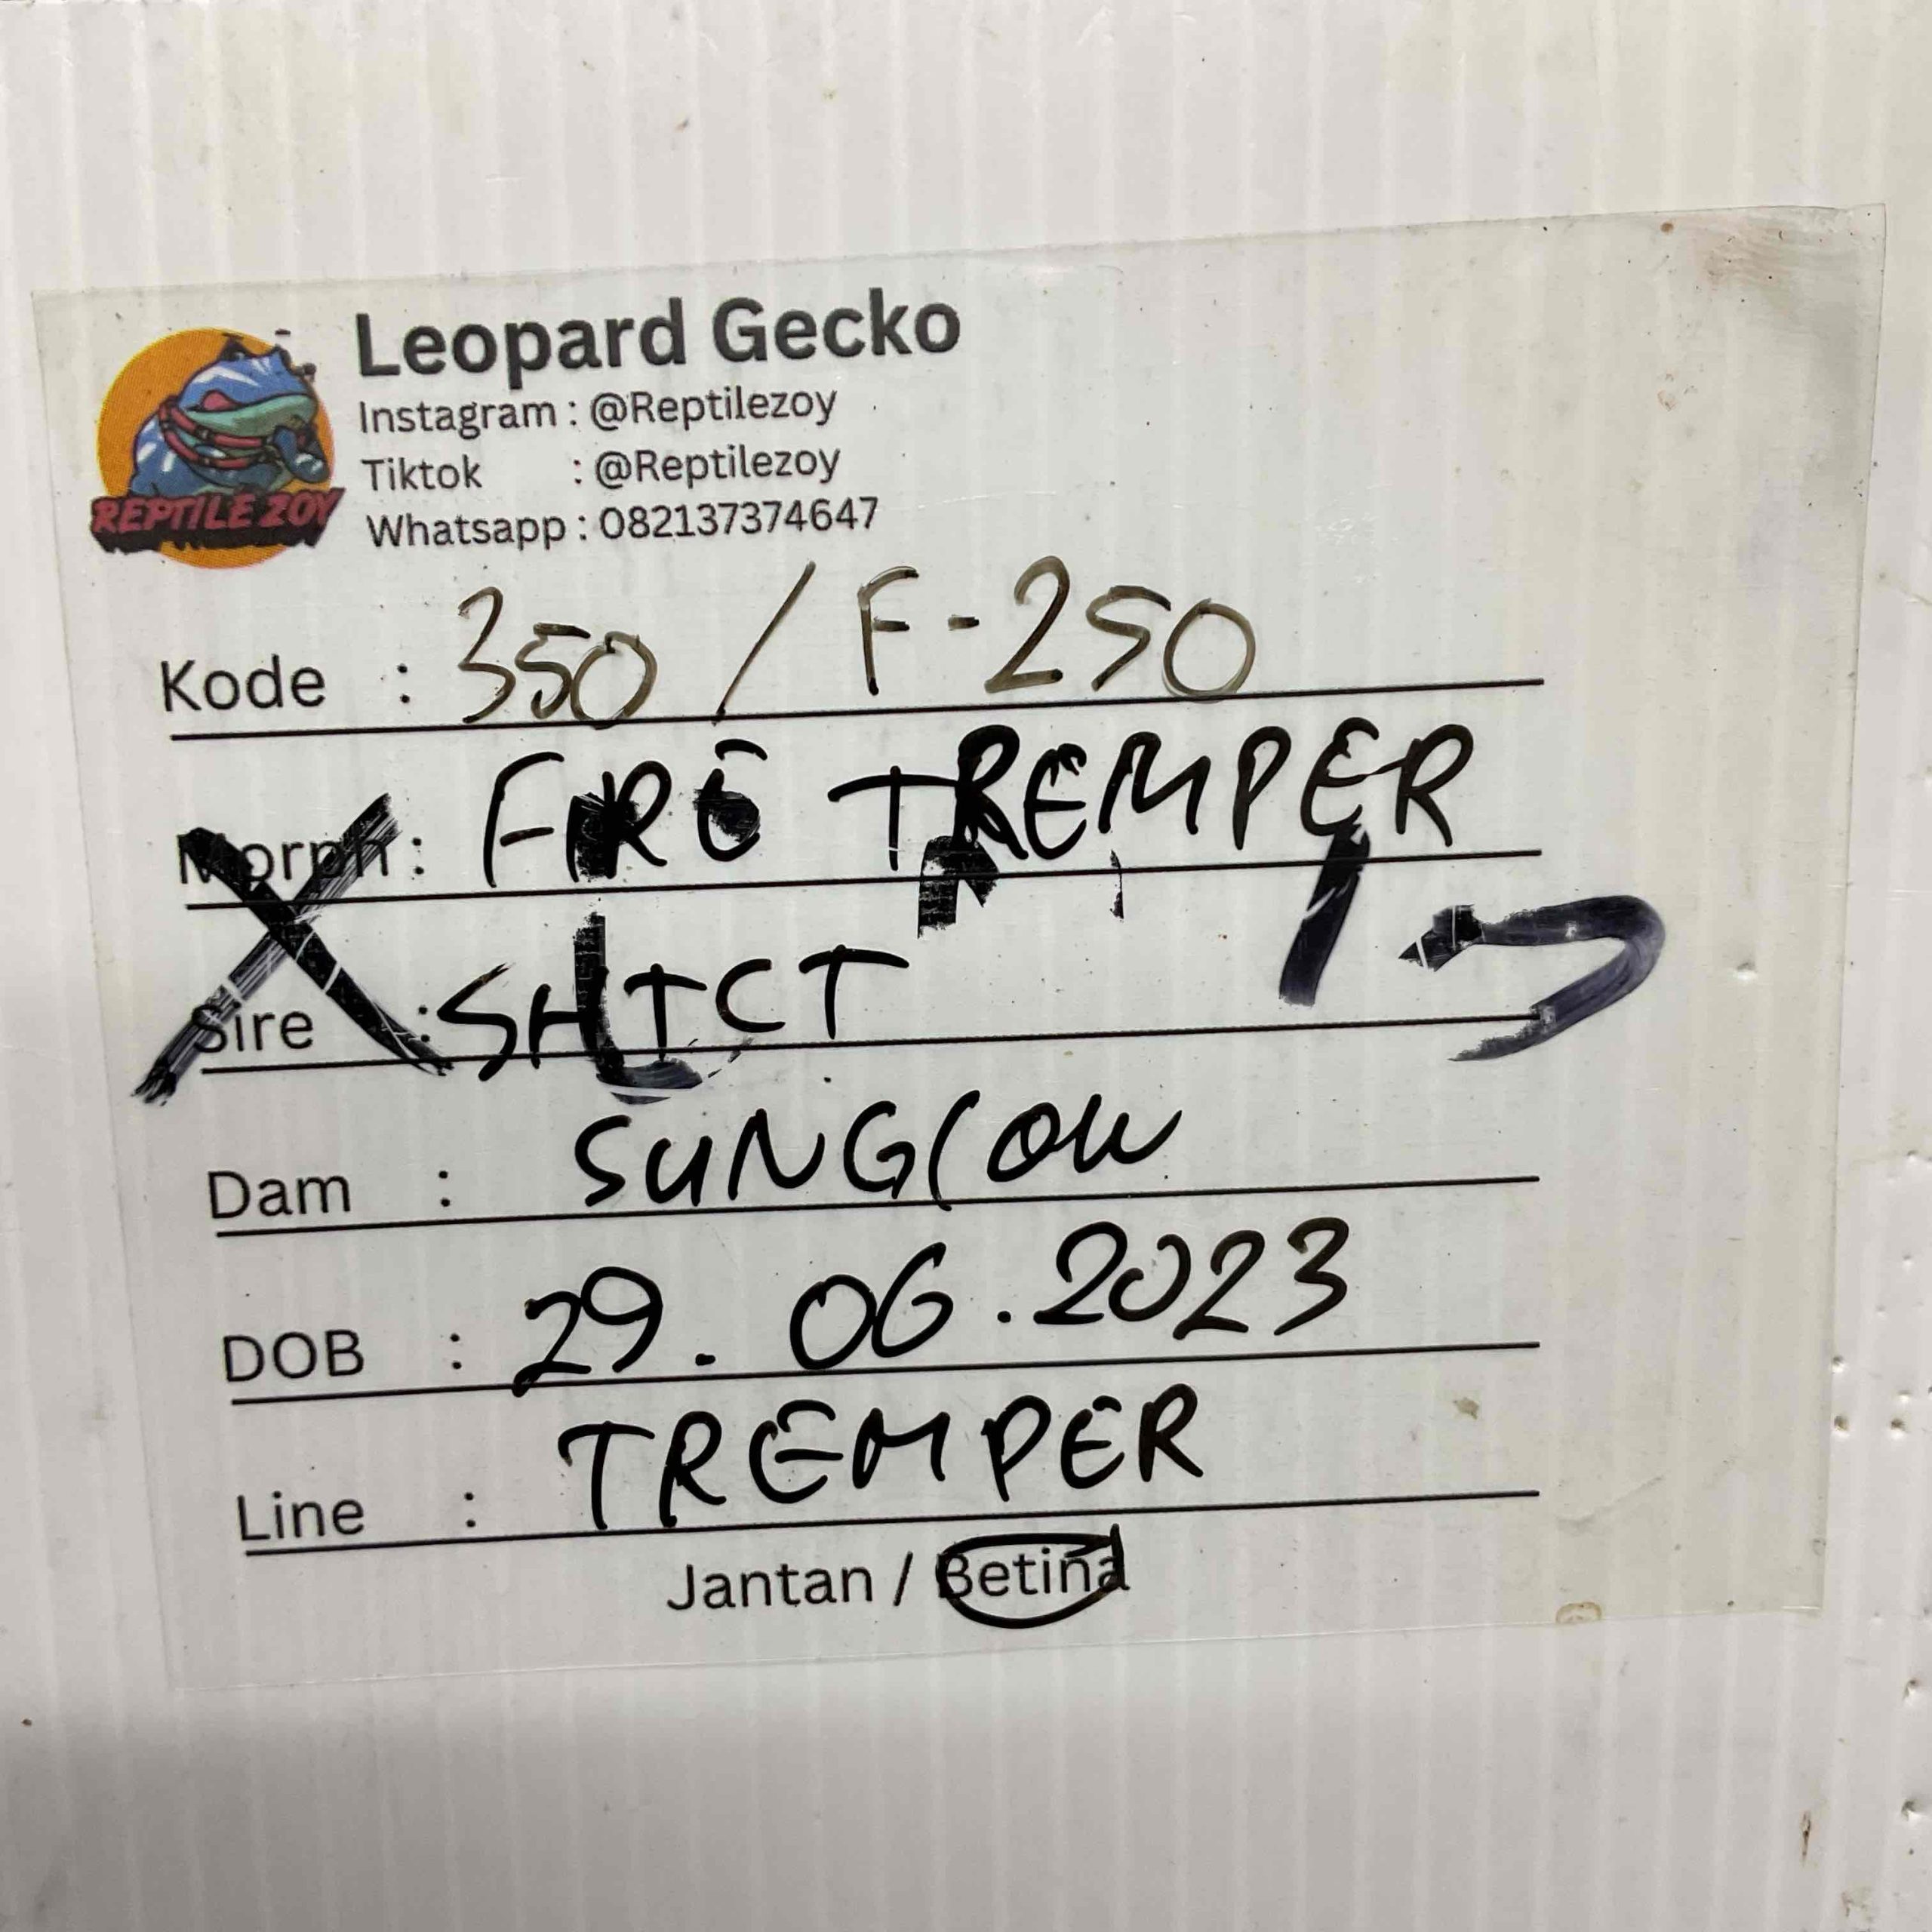 Leopard Gecko
Instagram : @Reptilezoy
Tiktok : @Reptilezoy
Whatsapp : 082137374647
REPTILE ZOY
Kode : 350 / F-250
Morph : FIRE TREMPER
Sire : SHTCT
Dam : SUNGLOW
DOB : 29.06.2023
Line : TREMPER
Jantan / Betina